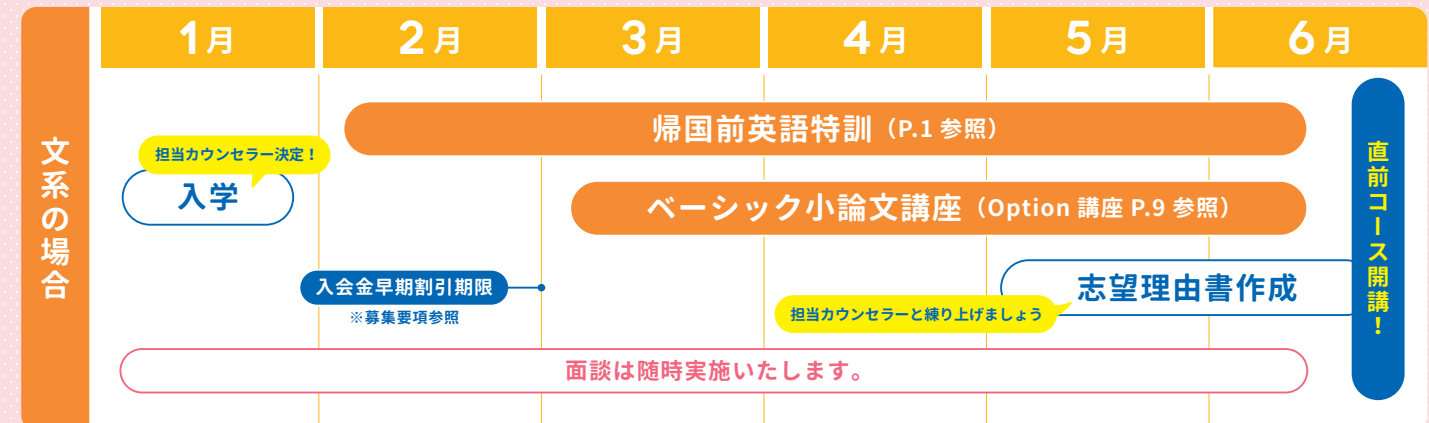 1月 2月 3月 4月 5月 6月
文系の場合
帰国前英語特訓（P.1 参照）
担当カウンセラー決定！
入学
ベーシック小論文講座（Option 講座 P.9 参照）
入会金早期割引期限
※募集要項参照
志望理由書作成
担当カウンセラーと練り上げましょう
面談は随時実施いたします。
直前コース開講！